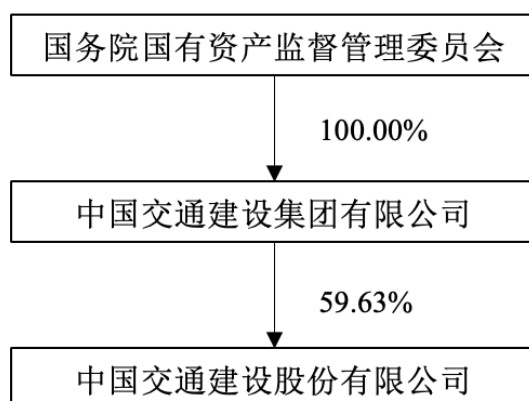 国务院国有资产监督管理委员会
100.00%
中国交通建设集团有限公司
59.63%
中国交通建设股份有限公司